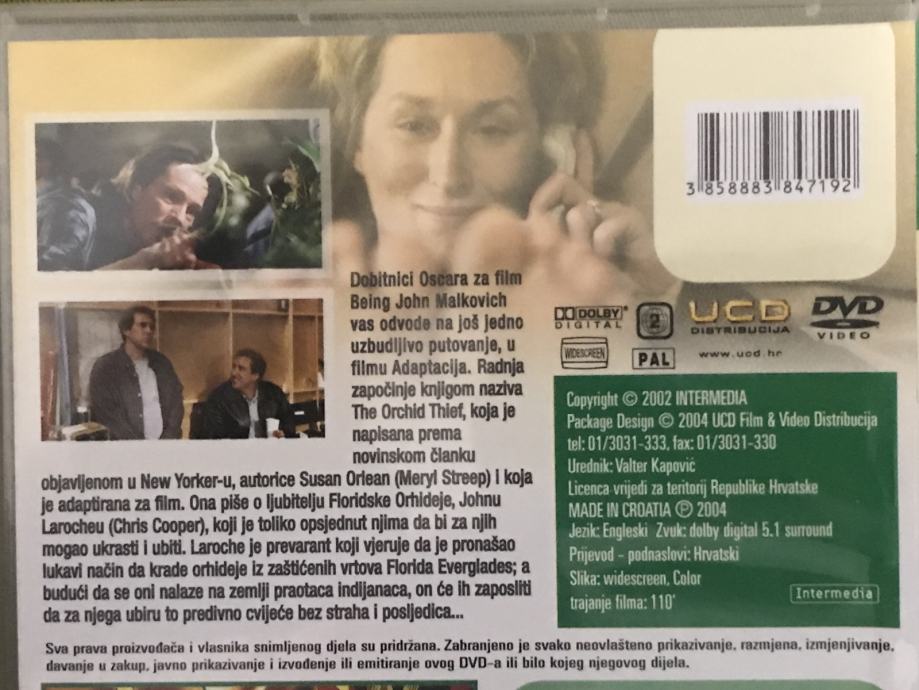 3 858883 847192
Dobitnici Oscara za film
Being John Malkovich
vas odvode na još jedno
uzbudljivo putovanje, u
filmu Adaptacija. Radnja
započinje knjigom naziva
The Orchid Thief, koja je
napisana prema
novinskom članku
objavljenom u New Yorker-u, autorice Susan Orlean (Meryl Streep) i koja
je adaptirana za film. Ona piše o ljubitelju Floridske Orhideje, Johnu
Larocheu (Chris Cooper), koji je toliko opsjednut njima da bi za njih
mogao ukrasti i ubiti. Laroche je prevarant koji vjeruje da je pronašao
lukavi način da krade orhideje iz zaštićenih vrtova Florida Everglades; a
budući da se oni nalaze na zemlji praotaca indijanaca, on će ih zaposliti
da za njega ubiru to predivno cvijeće bez straha i posljedica...
DOLBY
DIGITAL
2
UCD
DISTRIBUCIJA
DVD
VIDEO
WIDESCREEN
PAL
www.ucd.hr
Copyright © 2002 INTERMEDIA
Package Design © 2004 UCD Film & Video Distribucija
tel: 01/3031-333, fax: 01/3031-330
Urednik: Valter Kapović
Licenca vrijedi za teritorij Republike Hrvatske
MADE IN CROATIA ℗ 2004
Jezik: Engleski Zvuk: dolby digital 5.1 surround
Prijevod - podnaslovi: Hrvatski
Slika: widescreen, Color
trajanje filma: 110'
Intermedia
Sva prava proizvođača i vlasnika snimljenog djela su pridržana. Zabranjeno je svako neovlašteno prikazivanje, razmjena, izmjenjivanje,
davanje u zakup, javno prikazivanje i izvođenje ili emitiranje ovog DVD-a ili bilo kojeg njegovog dijela.